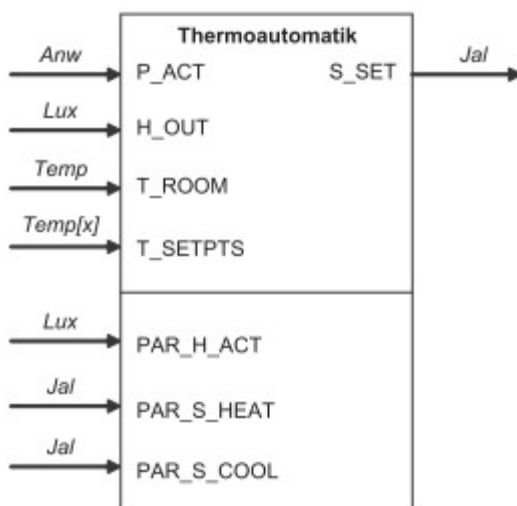 Thermoautomatik
Anw P_ACT S_SET Jal
Lux H_OUT
Temp T_ROOM
Temp[x] T_SETPTS
Lux PAR_H_ACT
Jal PAR_S_HEAT
Jal PAR_S_COOL